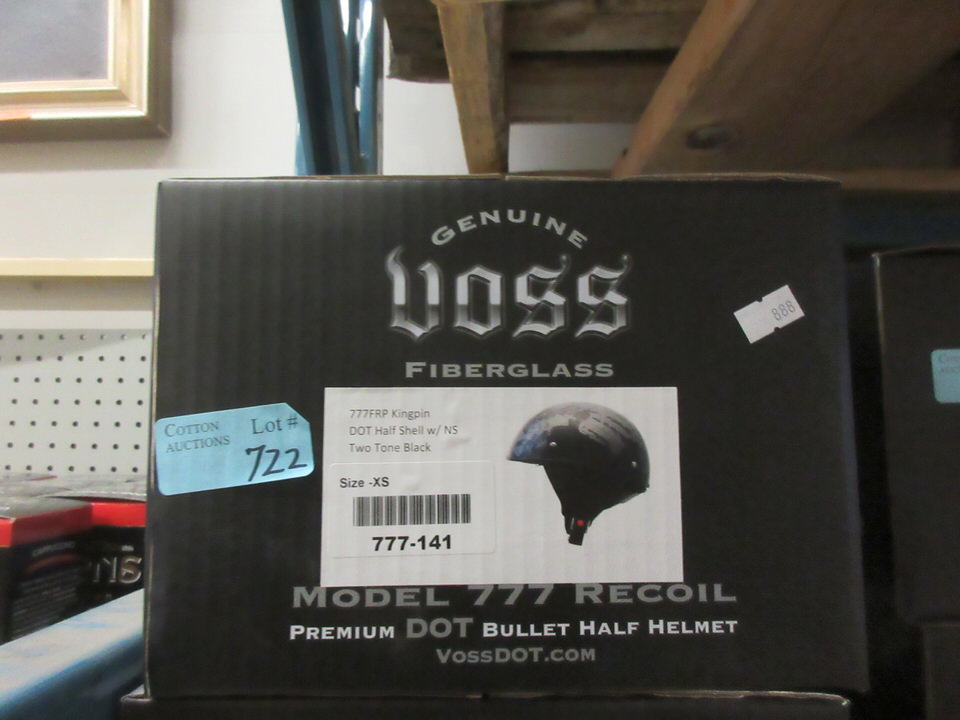 GENUINE
VOSS
FIBERGLASS
888
COTTON
AUCTIONS
Lot #
722
777FRP Kingpin
DOT Half Shell w/ NS
Two Tone Black
Size -XS
777-141
MODEL 777 RECOIL
PREMIUM DOT BULLET HALF HELMET
VOSSDOT.COM